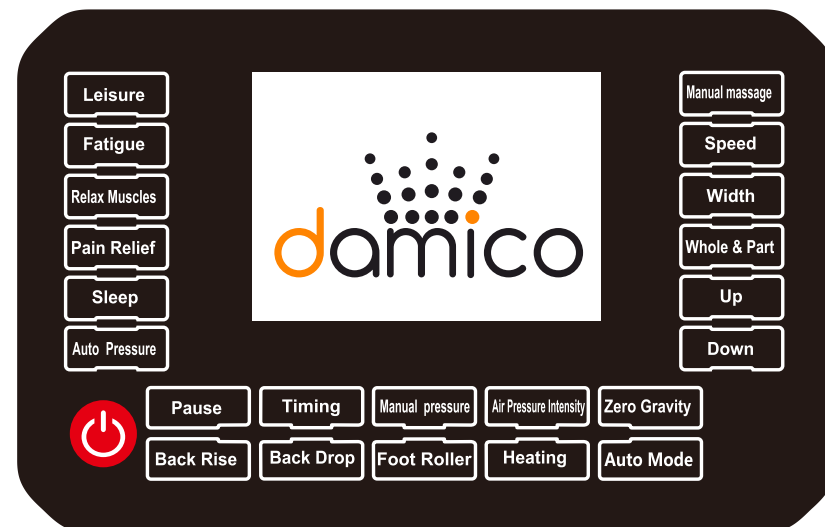 Leisure
Fatigue
Relax Muscles
Pain Relief
Sleep
Auto Pressure
damico
Manual massage
Speed
Width
Whole & Part
Up
Down
Pause
Timing
Manual pressure
Air Pressure Intensity
Zero Gravity
Back Rise
Back Drop
Foot Roller
Heating
Auto Mode